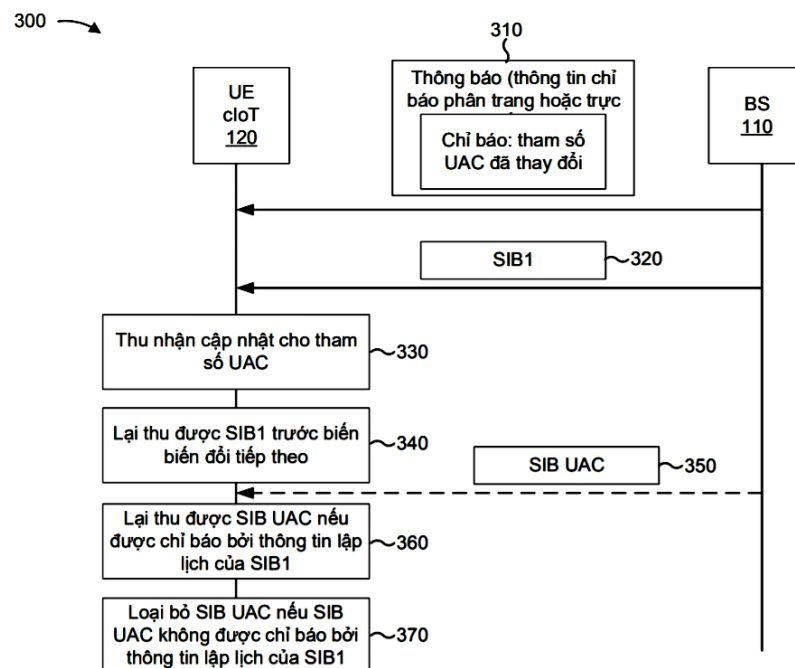 300
310
UE
cIoT
120
Thông báo (thông tin chỉ
báo phân trang hoặc trực
Chỉ báo: tham số
UAC đã thay đổi
BS
110
SIB1
320
Thu nhận cập nhật cho tham
số UAC
330
Lại thu được SIB1 trước biến
biến đổi tiếp theo
340
SIB UAC
350
Lại thu được SIB UAC nếu
được chỉ báo bởi thông tin lập
lịch của SIB1
360
Loại bỏ SIB UAC nếu SIB
UAC không được chỉ báo bởi
thông tin lập lịch của SIB1
370